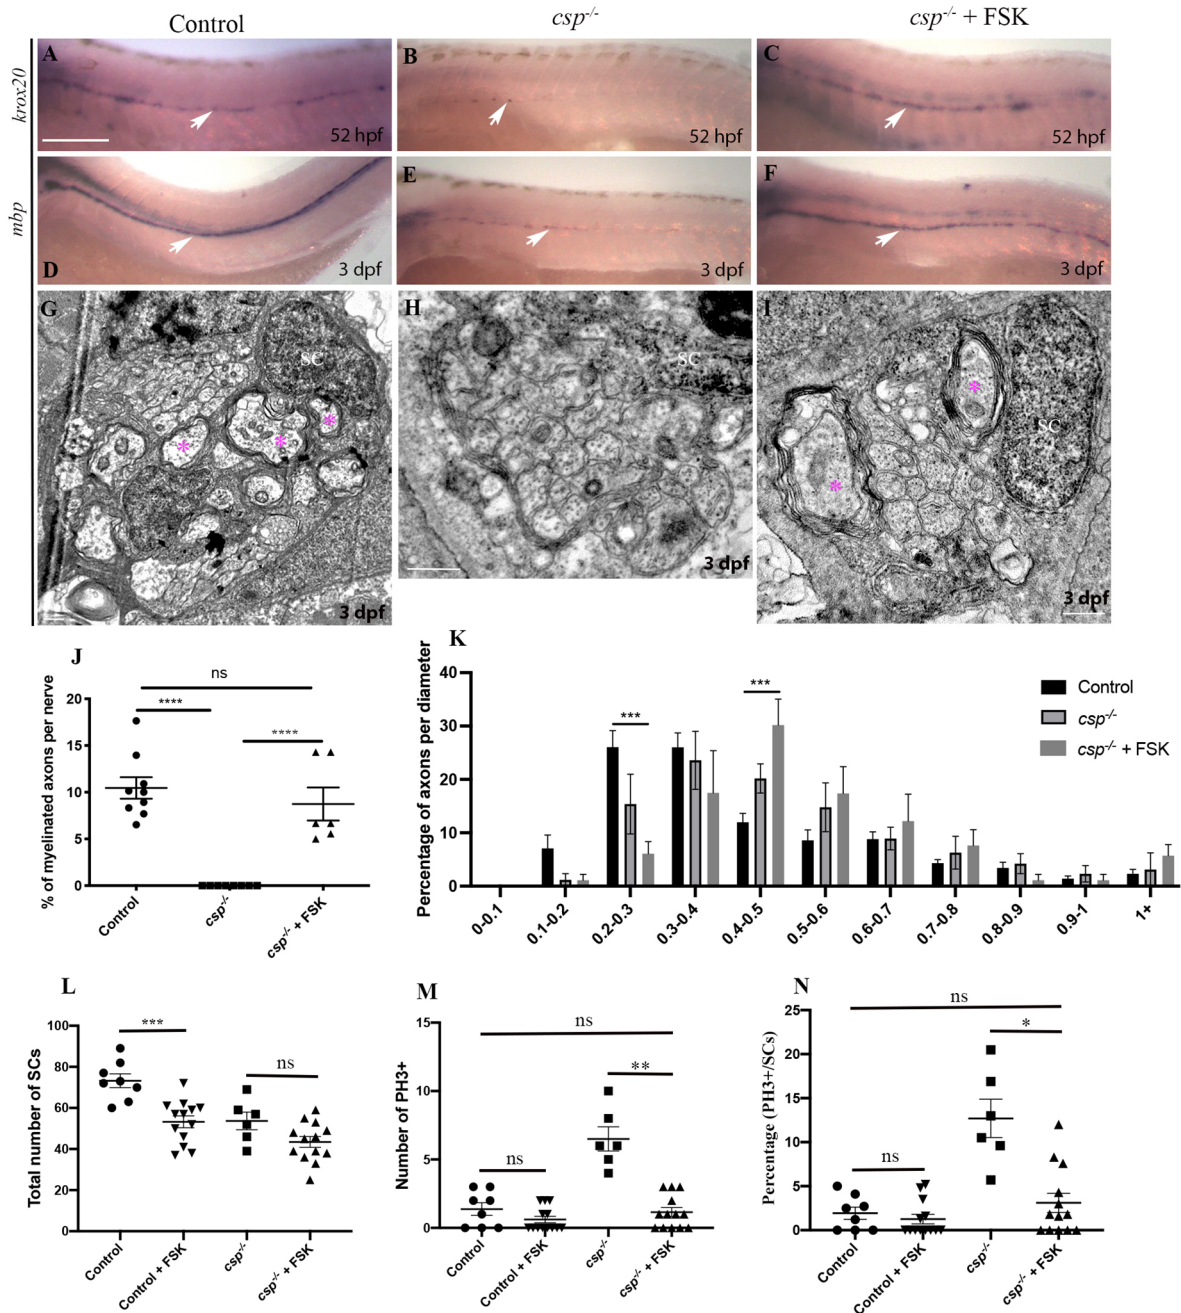 Control
csp-/-
csp-/- + FSK
krox20
A
52 hpf
B
52 hpf
C
52 hpf
mbp
D
3 dpf
E
3 dpf
F
3 dpf
G
SC
*
*
*
3 dpf
H
SC
3 dpf
I
*
SC
*
3 dpf
J
% of myelinated axons per nerve
ns
****
****
20
15
10
5
0
Control
csp-/-
csp-/- + FSK
K
Percentage of axons per diameter
40
30
20
10
0
***
***
Control
csp-/-
csp-/- + FSK
0-0.1
0.1-0.2
0.2-0.3
0.3-0.4
0.4-0.5
0.5-0.6
0.6-0.7
0.7-0.8
0.8-0.9
0.9-1
1+
L
Total number of SCs
100
80
60
40
20
0
***
ns
Control
Control + FSK
csp-/-
csp-/- + FSK
M
Number of PH3+
15
10
5
0
ns
**
ns
Control
Control + FSK
csp-/-
csp-/- + FSK
N
Percentage (PH3+/SCs)
25
20
15
10
5
0
ns
*
ns
Control
Control + FSK
csp-/-
csp-/- + FSK